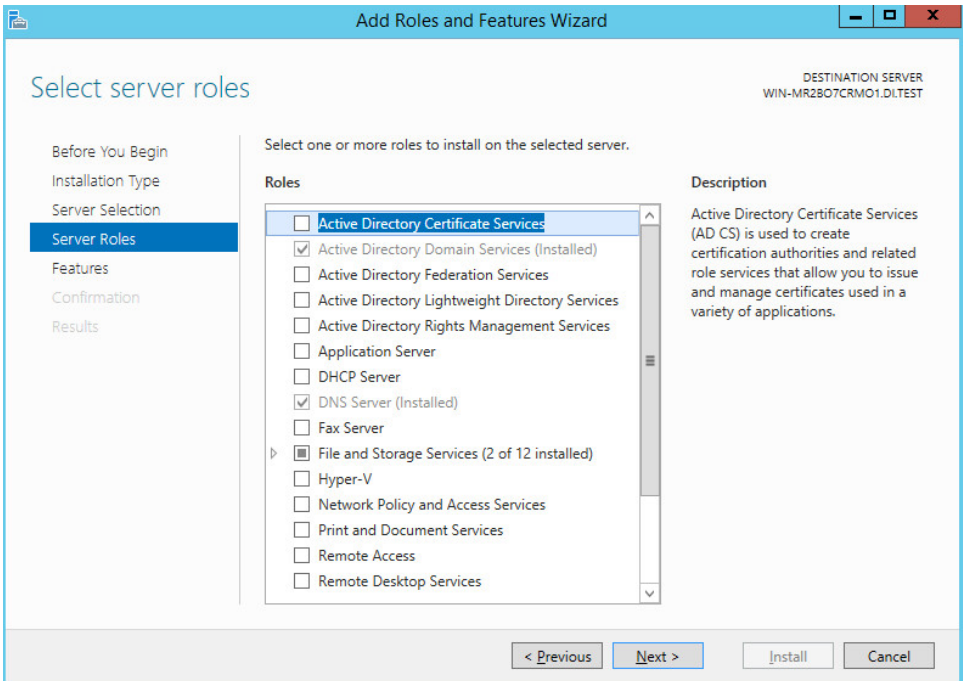 Add Roles and Features Wizard
Select server roles
DESTINATION SERVER
WIN-MR2BO7CRMO1.DI.TEST
Before You Begin
Installation Type
Server Selection
Server Roles
Features
Confirmation
Results
Select one or more roles to install on the selected server.
Roles
Active Directory Certificate Services
Active Directory Domain Services (Installed)
Active Directory Federation Services
Active Directory Lightweight Directory Services
Active Directory Rights Management Services
Application Server
DHCP Server
DNS Server (Installed)
Fax Server
File and Storage Services (2 of 12 installed)
Hyper-V
Network Policy and Access Services
Print and Document Services
Remote Access
Remote Desktop Services
Description
Active Directory Certificate Services
(AD CS) is used to create
certification authorities and related
role services that allow you to issue
and manage certificates used in a
variety of applications.
< Previous
Next >
Install
Cancel